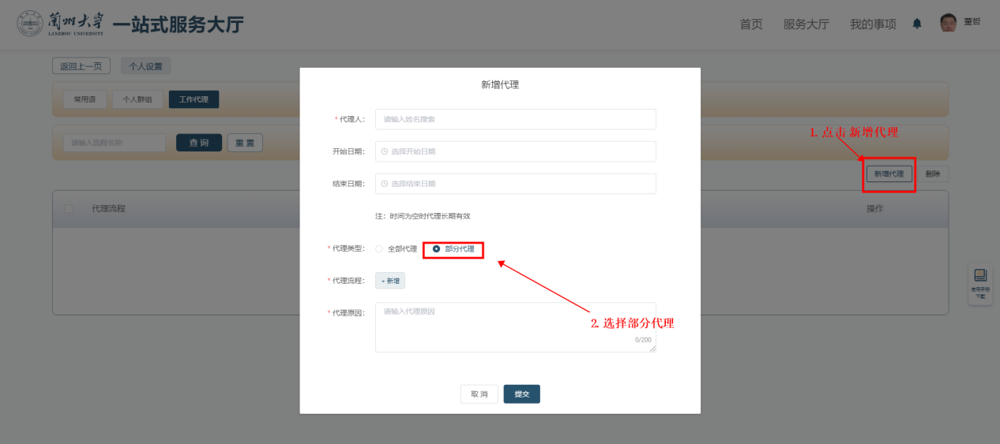 兰州大学 一站式服务大厅 首页 服务大厅 我的事项 董哲
LANZHOU UNIVERSITY
返回上一页 个人设置
新增代理
常用语 个人群组 工作代理
* 代理人： 请输入姓名搜索
1. 点击新增代理
请输入流程名称 查 询 重 置
开始日期： 选择开始日期
新增代理 删除
结束日期： 选择结束日期
代理流程 操作
注：时间为空时代理长期有效
* 代理类型： 全部代理 部分代理
* 代理流程： + 新增
使用手册
下载
* 代理原因： 请输入代理原因
2. 选择部分代理
0/200
取 消 提交